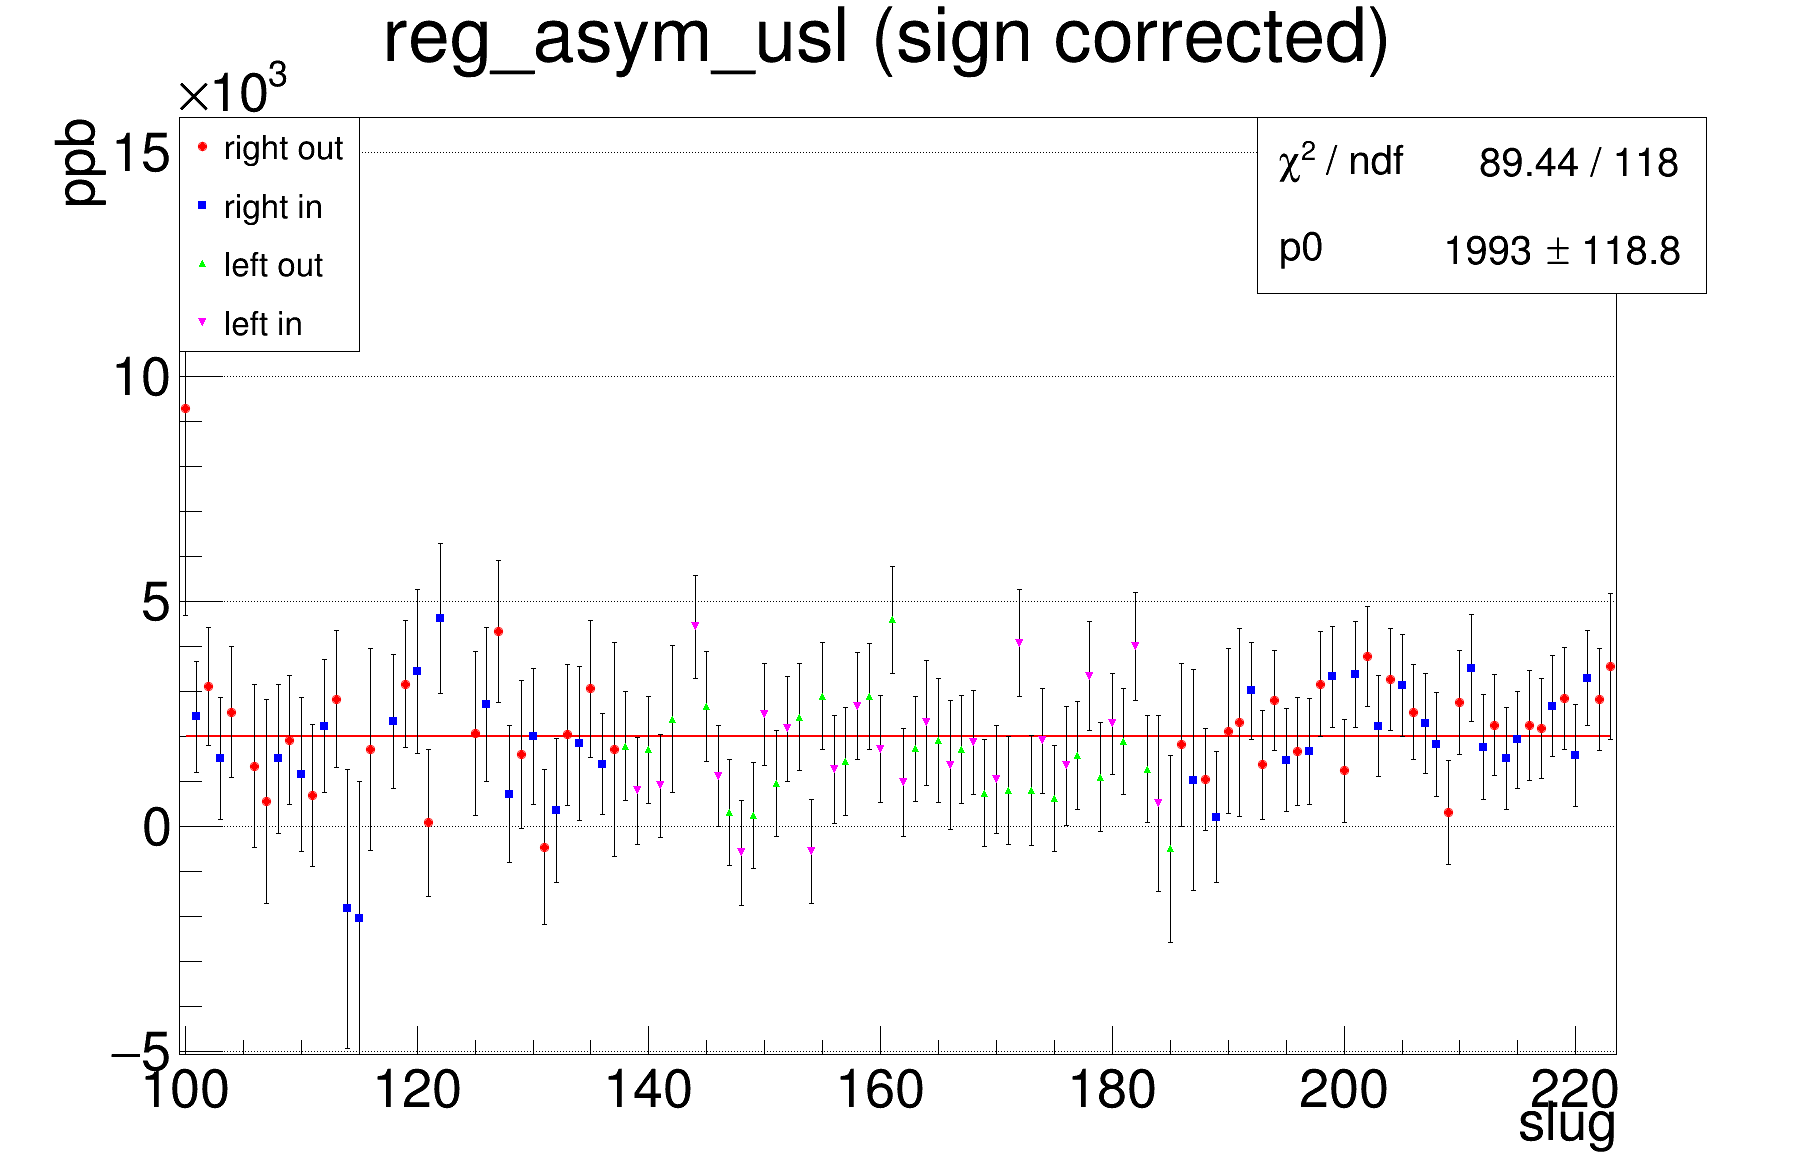 reg_asym_usl (sign corrected)
×10³
ppb
right out
right in
left out
left in
χ² / ndf 89.44 / 118
p0 1993 ± 118.8
15
10
5
0
−5
100 120 140 160 180 200 220
slug